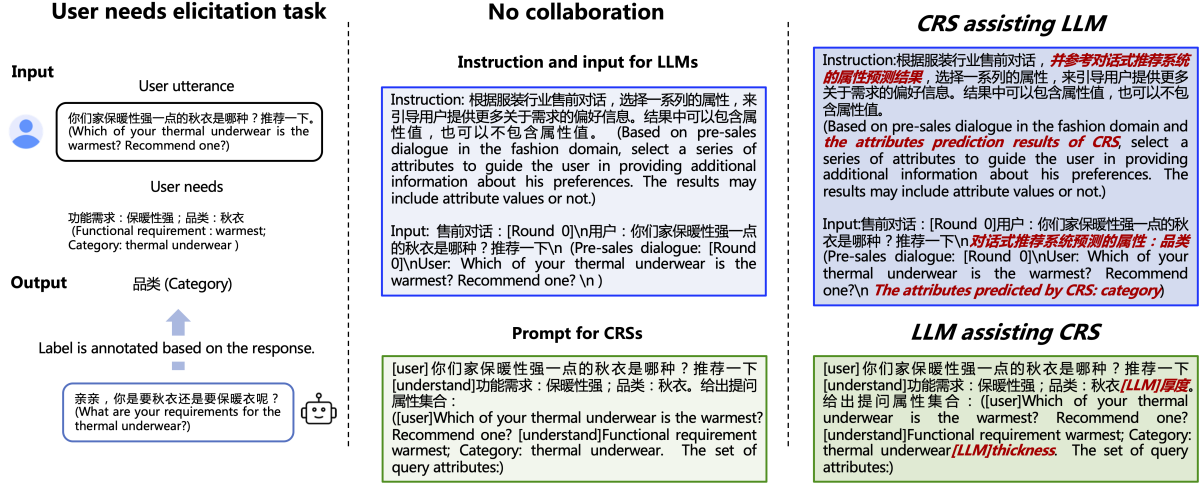 User needs elicitation task
Input
User utterance
你们家保暖性强一点的秋衣是哪种？推荐一下。
(Which of your thermal underwear is the
warmest? Recommend one?)
User needs
功能需求：保暖性强；品类：秋衣
(Functional requirement : warmest;
Category: thermal underwear )
Output
品类 (Category)
Label is annotated based on the response.
亲亲，你是要秋衣还是要保暖衣呢？
(What are your requirements for the
thermal underwear?)
No collaboration
Instruction and input for LLMs
Instruction: 根据服装行业售前对话，选择一系列的属性，来
引导用户提供更多关于需求的偏好信息。结果中可以包含属
性值，也可以不包含属性值。 (Based on pre-sales
dialogue in the fashion domain, select a series of
attributes to guide the user in providing additional
information about his preferences. The results may
include attribute values or not.)
Input: 售前对话：[Round 0]\n用户：你们家保暖性强一点
的秋衣是哪种？推荐一下\n (Pre-sales dialogue: [Round
0]\nUser: Which of your thermal underwear is the
warmest? Recommend one? \n )
Prompt for CRSs
[user]你们家保暖性强一点的秋衣是哪种？推荐一下
[understand]功能需求：保暖性强；品类：秋衣。给出提问
属性集合：
([user]Which of your thermal underwear is the warmest?
Recommend one? [understand]Functional requirement
warmest; Category: thermal underwear. The set of
query attributes:)
CRS assisting LLM
Instruction:根据服装行业售前对话，并参考对话式推荐系统
的属性预测结果，选择一系列的属性，来引导用户提供更多
关于需求的偏好信息。结果中可以包含属性值，也可以不包
含属性值。
(Based on pre-sales dialogue in the fashion domain and
the attributes prediction results of CRS, select a
series of attributes to guide the user in providing
additional information about his preferences. The
results may include attribute values or not.)
Input:售前对话：[Round 0]用户：你们家保暖性强一点的秋
衣是哪种？推荐一下\n对话式推荐系统预测的属性：品类
(Pre-sales dialogue: [Round 0]\nUser: Which of your
thermal underwear is the warmest? Recommend
one?\n The attributes predicted by CRS: category)
LLM assisting CRS
[user]你们家保暖性强一点的秋衣是哪种？推荐一下
[understand]功能需求：保暖性强；品类：秋衣[LLM]厚度。
给出提问属性集合：([user]Which of your thermal
underwear is the warmest? Recommend one?
[understand]Functional requirement warmest; Category:
thermal underwear[LLM]thickness. The set of query
attributes:)